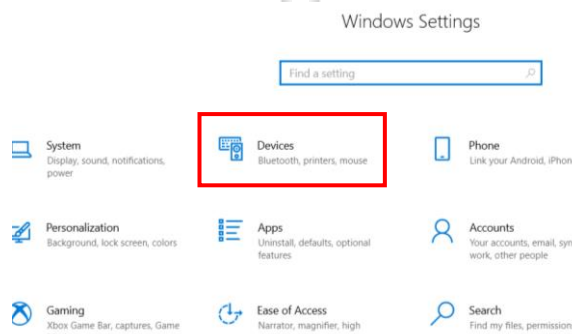 Windows Settings
Find a setting
System
Display, sound, notifications,
power
Devices
Bluetooth, printers, mouse
Phone
Link your Android, iPhon
Personalization
Background, lock screen, colors
Apps
Uninstall, defaults, optional
features
Accounts
Your accounts, email, syn
work, other people
Gaming
Xbox Game Bar, captures, Game
Ease of Access
Narrator, magnifier, high
Search
Find my files, permission